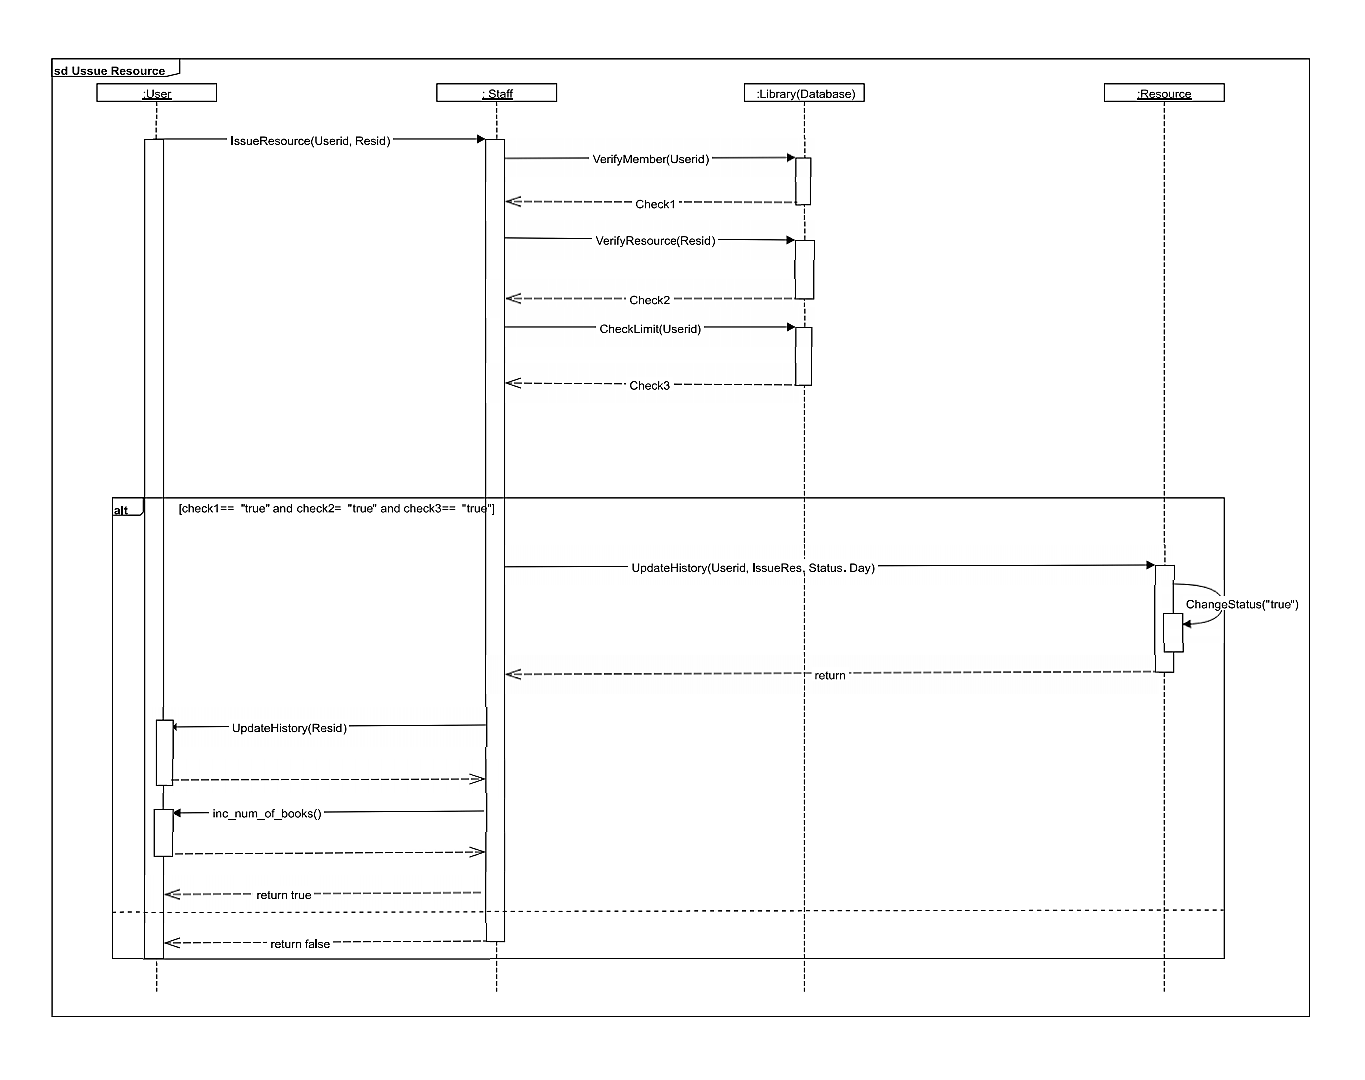 sd Ussue Resource
:User
: Staff
:Library(Database)
:Resource
IssueResource(Userid, Resid)
VerifyMember(Userid)
Check1
VerifyResource(Resid)
Check2
CheckLimit(Userid)
Check3
alt
[check1== "true" and check2= "true" and check3== "true"]
UpdateHistory(Userid, IssueRes, Status. Day)
ChangeStatus("true")
return
UpdateHistory(Resid)
inc_num_of_books()
return true
return false